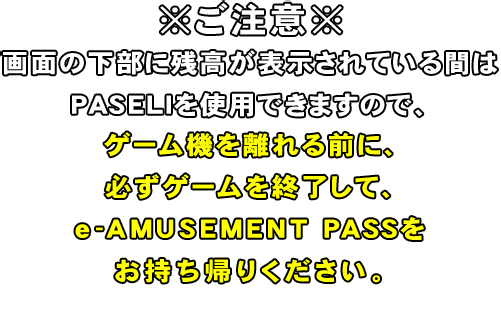 ※ご注意※
画面の下部に残高が表示されている間は
PASELIを使用できますので、
ゲーム機を離れる前に、
必ずゲームを終了して、
e-AMUSEMENT PASSを
お持ち帰りください。